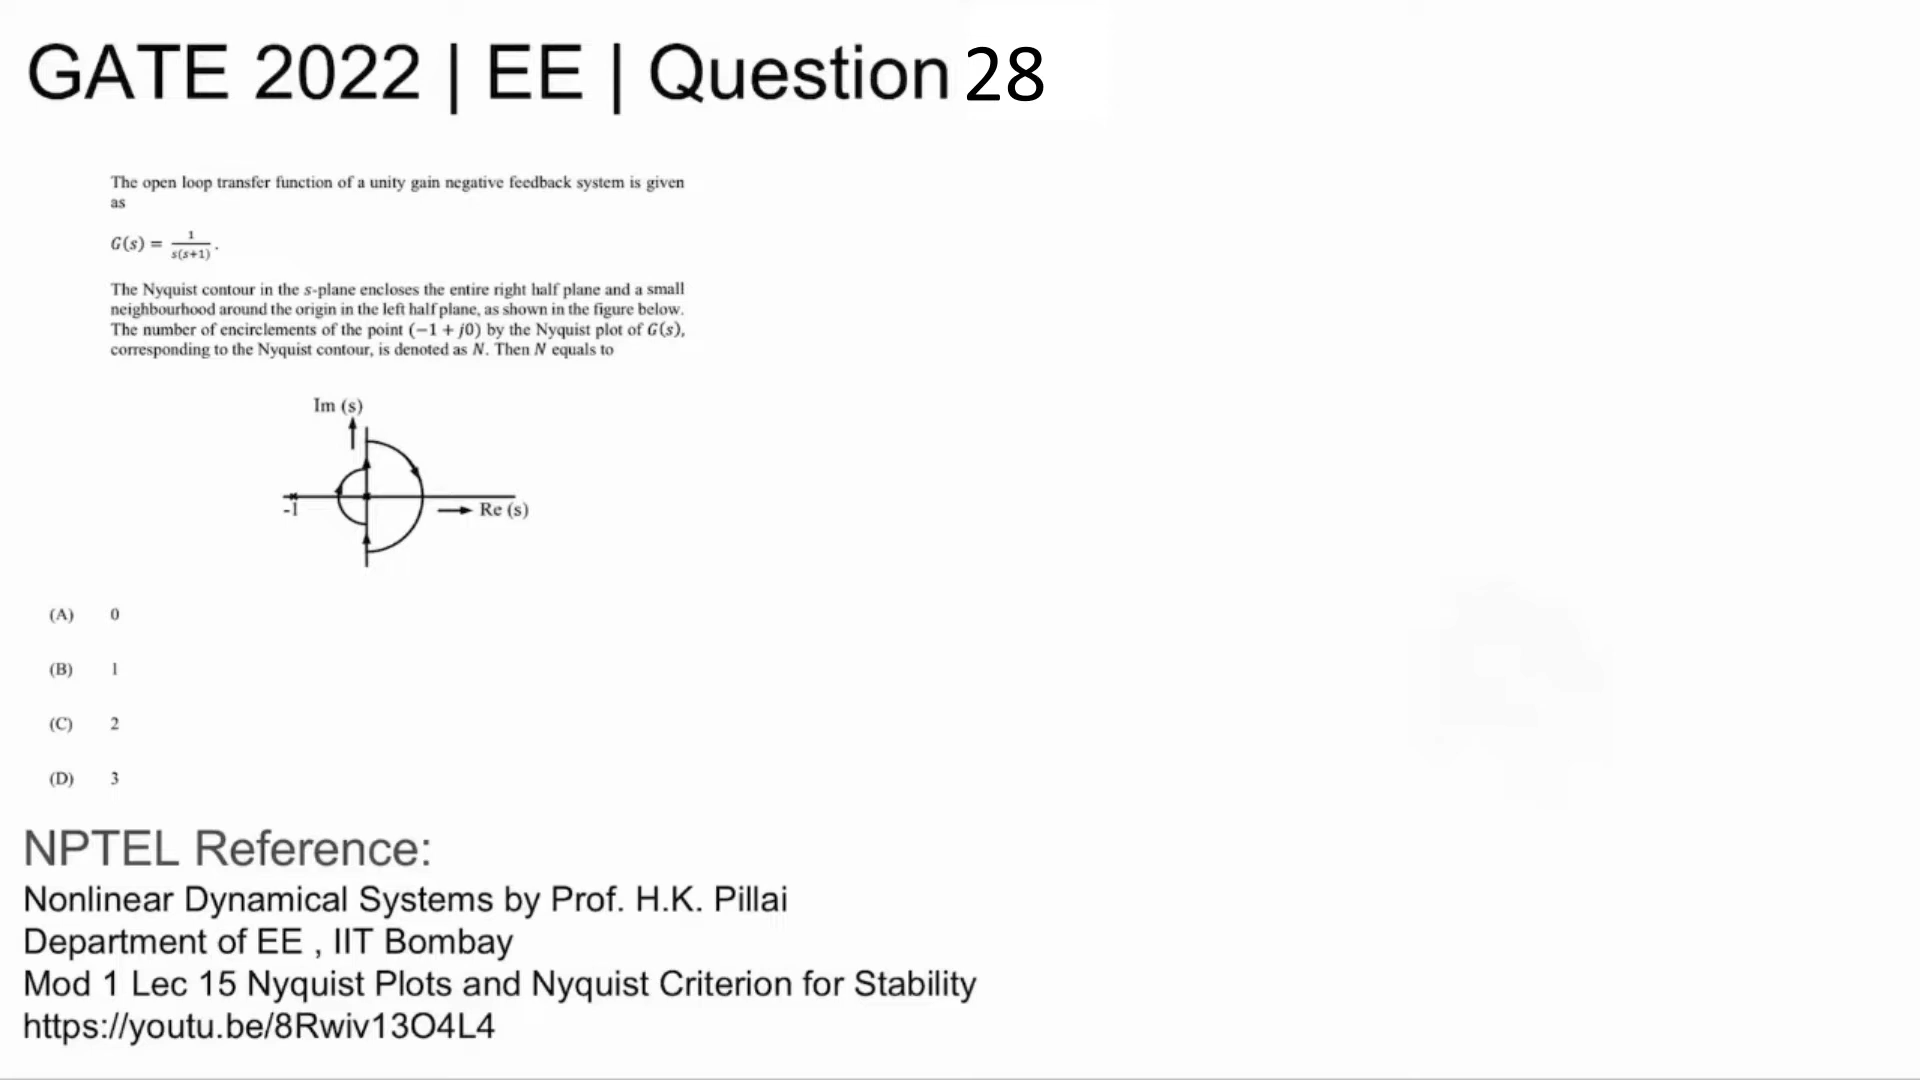 GATE 2022 | EE | Question 28
The open loop transfer function of a unity gain negative feedback system is given
as
G(s) = 1/s(s+1).
The Nyquist contour in the s-plane encloses the entire right half plane and a small
neighbourhood around the origin in the left half plane, as shown in the figure below.
The number of encirclements of the point (−1 + j0) by the Nyquist plot of G(s),
corresponding to the Nyquist contour, is denoted as N. Then N equals to
Im (s)
-1
Re (s)
(A) 0
(B) 1
(C) 2
(D) 3
NPTEL Reference:
Nonlinear Dynamical Systems by Prof. H.K. Pillai
Department of EE , IIT Bombay
Mod 1 Lec 15 Nyquist Plots and Nyquist Criterion for Stability
https://youtu.be/8Rwiv13O4L4